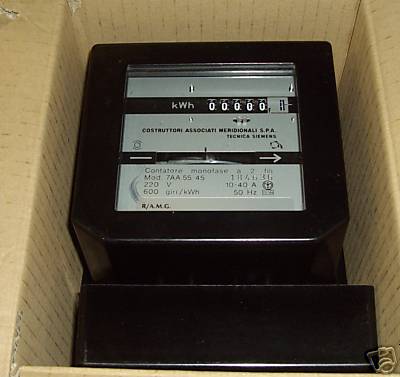 kWh 00000
COSTRUTTORI ASSOCIATI MERIDIONALI S.P.A.
TECNICA SIEMENS
Contatore monofase a 2 fili
Mod. 7AA.55.45 184636
220 V 10-40 A
600 giri/kWh 50 Hz
R/A.M.G.